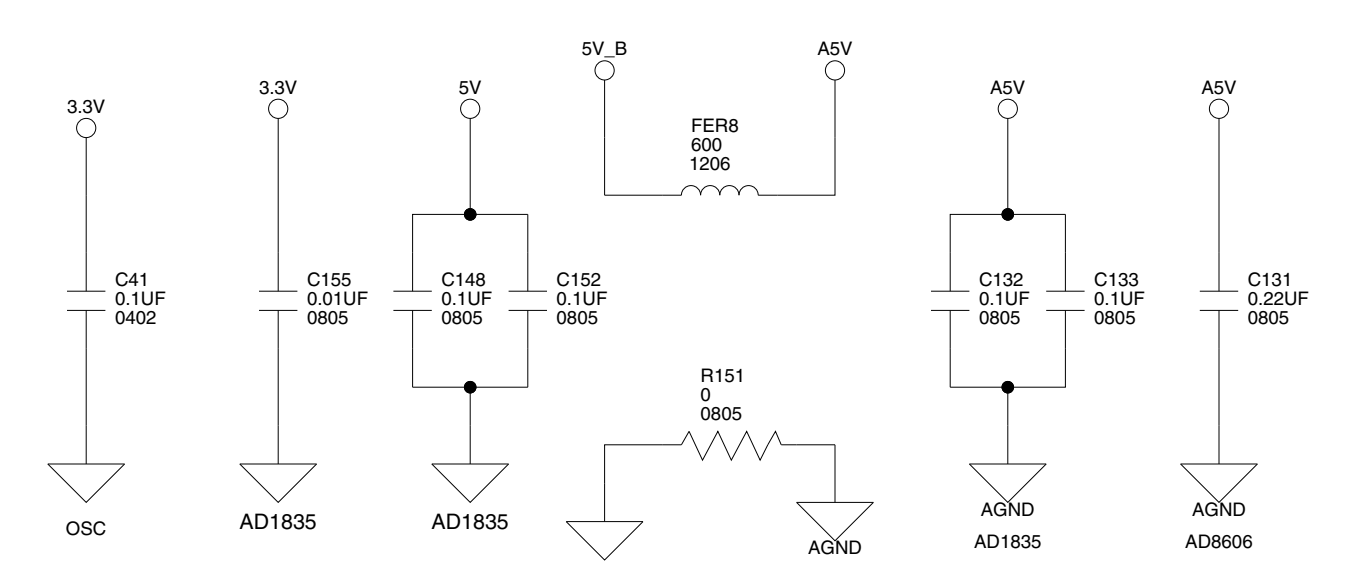 5V_B
A5V
3.3V
3.3V
5V
A5V
A5V
FER8
600
1206
C41
0.1UF
0402
C155
0.01UF
0805
C148
0.1UF
0805
C152
0.1UF
0805
C132
0.1UF
0805
C133
0.1UF
0805
C131
0.22UF
0805
R151
0
0805
OSC
AD1835
AD1835
AGND
AGND
AD1835
AGND
AD8606